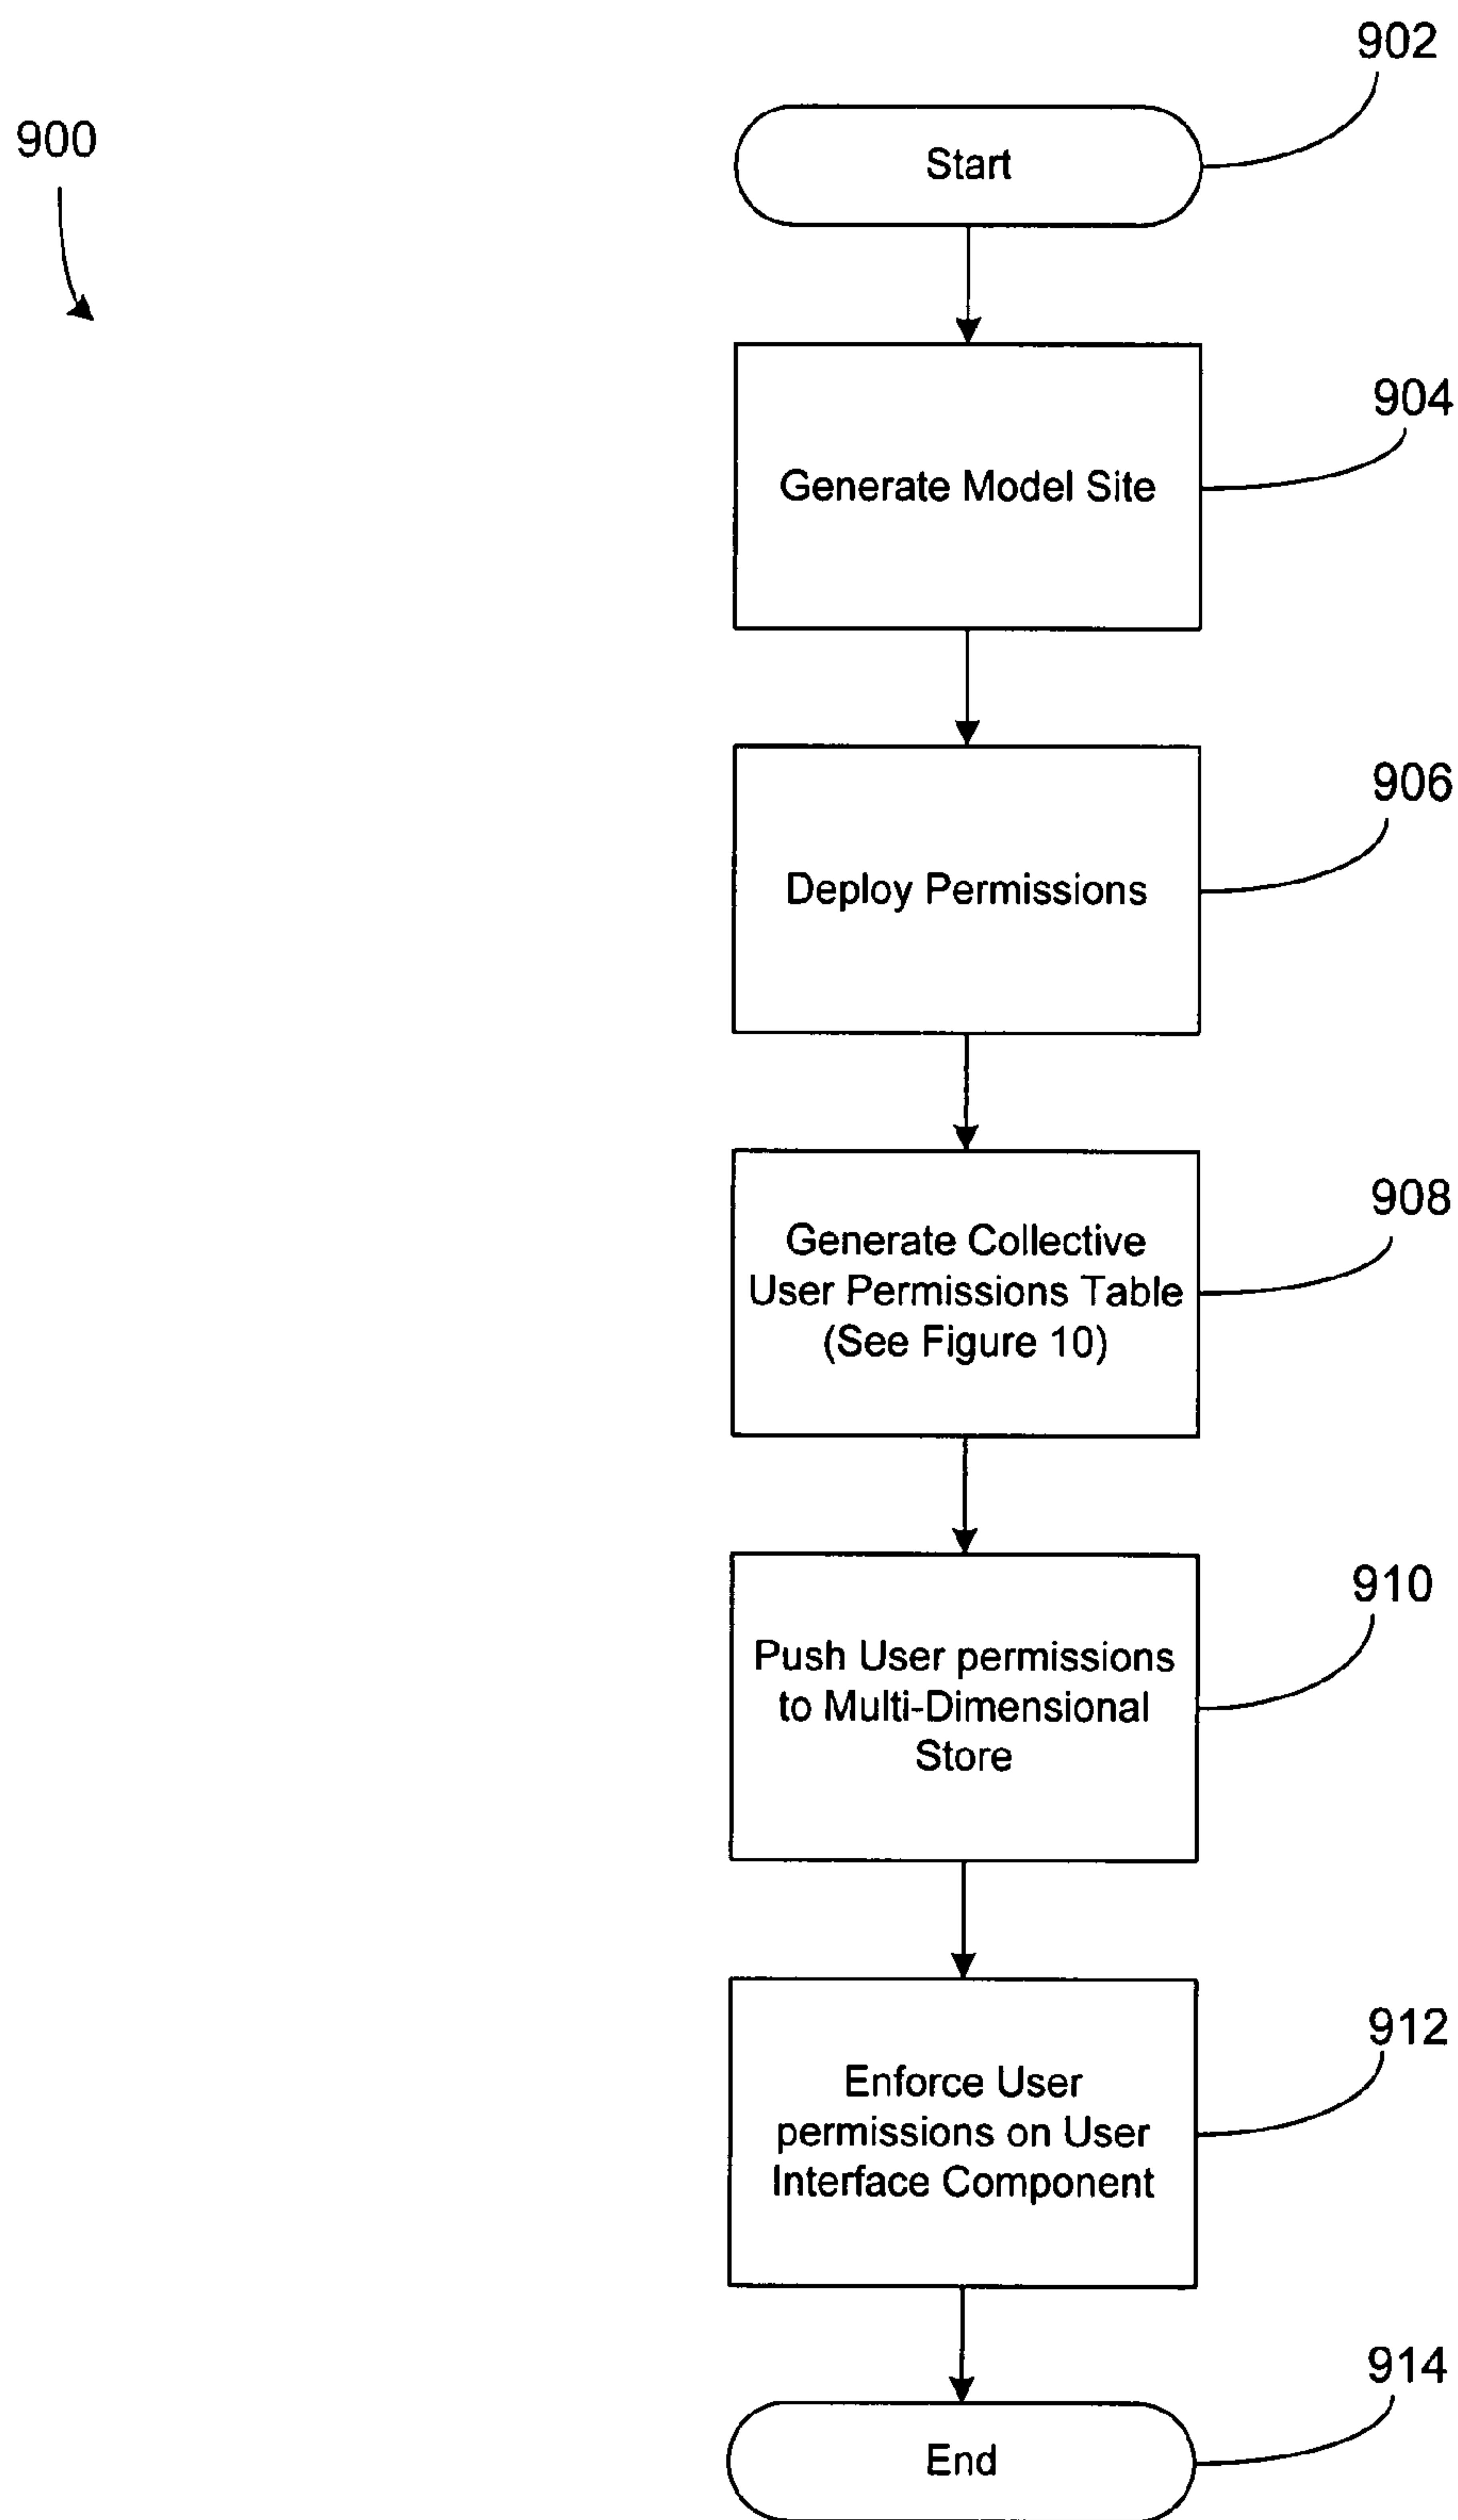 902
900
Start
904
Generate Model Site
906
Deploy Permissions
908
Generate Collective
User Permissions Table
(See Figure 10)
910
Push User permissions
to Multi-Dimensional
Store
912
Enforce User
permissions on User
Interface Component
914
End